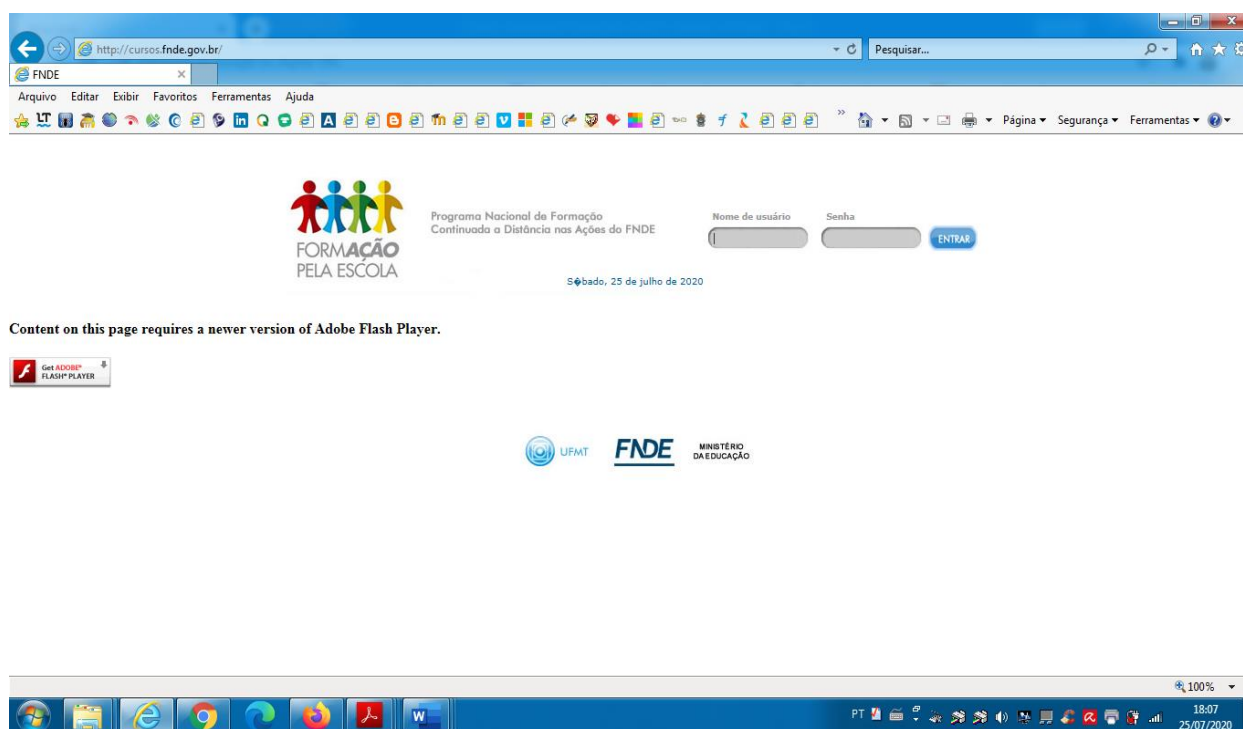 http://cursos.fnde.gov.br/
Pesquisar...
FNDE
Arquivo Editar Exibir Favoritos Ferramentas Ajuda
Página Segurança Ferramentas
FORMAÇÃO
PELA ESCOLA
Programa Nacional de Formação
Continuada a Distância nas Ações do FNDE
Nome de usuário
Senha
ENTRAR
S�bado, 25 de julho de 2020
Content on this page requires a newer version of Adobe Flash Player.
Get ADOBE®
FLASH® PLAYER
UFMT
FNDE
MINISTÉRIO
DA EDUCAÇÃO
100%
PT
18:07
25/07/2020